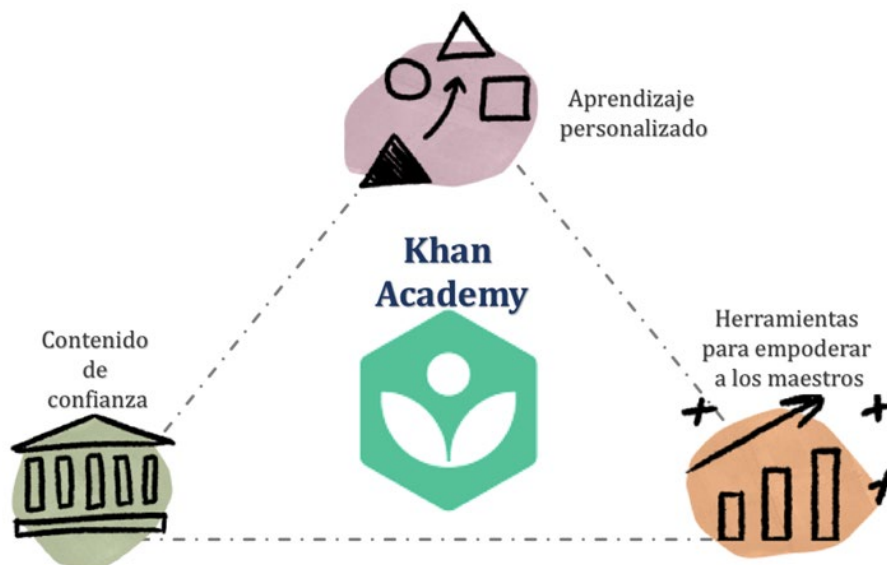 Aprendizaje
personalizado
Khan
Academy
Contenido
de
confianza
Herramientas
para empoderar
a los maestros